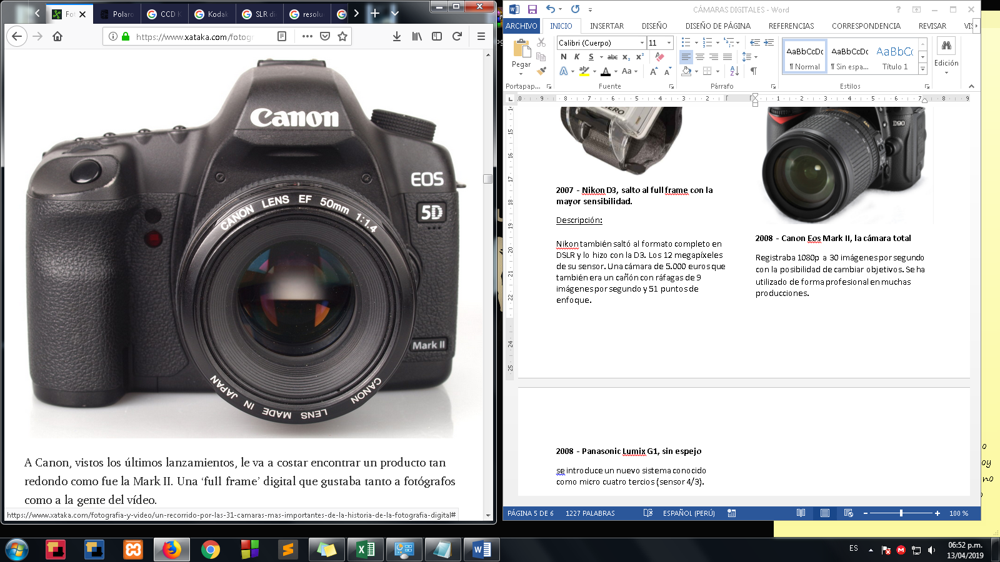 Fo
Polaro
CCD K
Kodak
SLR di
resolu
https://www.xataka.com/fotogr
Canon
EOS
5D
CANON LENS EF 50mm 1:1.4
Mark II
CANON LENS MADE IN JAPAN
A Canon, vistos los últimos lanzamientos, le va a costar encontrar un producto tan
redondo como fue la Mark II. Una ‘full frame’ digital que gustaba tanto a fotógrafos
como a la gente del vídeo.
https://www.xataka.com/fotografia-y-video/un-recorrido-por-las-31-camaras-mas-importantes-de-la-historia-de-la-fotografia-digital#
CÁMARAS DIGITALES - Word
ARCHIVO INICIO INSERTAR DISEÑO DISEÑO DE PÁGINA REFERENCIAS CORRESPONDENCIA REVISAR VIS
Calibri (Cuerpo) 11
Pegar
N K S abc x₂ x²
A ab A Aa A A
AaBbCcDc AaBbCcDc AaBbCc
¶ Normal ¶ Sin espa... Título 1
Edición
Portapap... Fuente Párrafo Estilos
D90
2007 - Nikon D3, salto al full frame con la
mayor sensibilidad.
Descripción:
Nikon también saltó al formato completo en
DSLR y lo hizo con la D3. Los 12 megapíxeles
de su sensor. Una cámara de 5.000 euros que
también era un cañón con ráfagas de 9
imágenes por segundo y 51 puntos de
enfoque.
2008 - Canon Eos Mark II, la cámara total
Registraba 1080p a 30 imágenes por segundo
con la posibilidad de cambiar objetivos. Se ha
utilizado de forma profesional en muchas
producciones.
2008 - Panasonic Lumix G1, sin espejo
se introduce un nuevo sistema conocido
como micro cuatro tercios (sensor 4/3).
PÁGINA 5 DE 6 1227 PALABRAS ESPAÑOL (PERÚ) 100 %
o
oy
no
ES
06:52 p.m.
13/04/2019